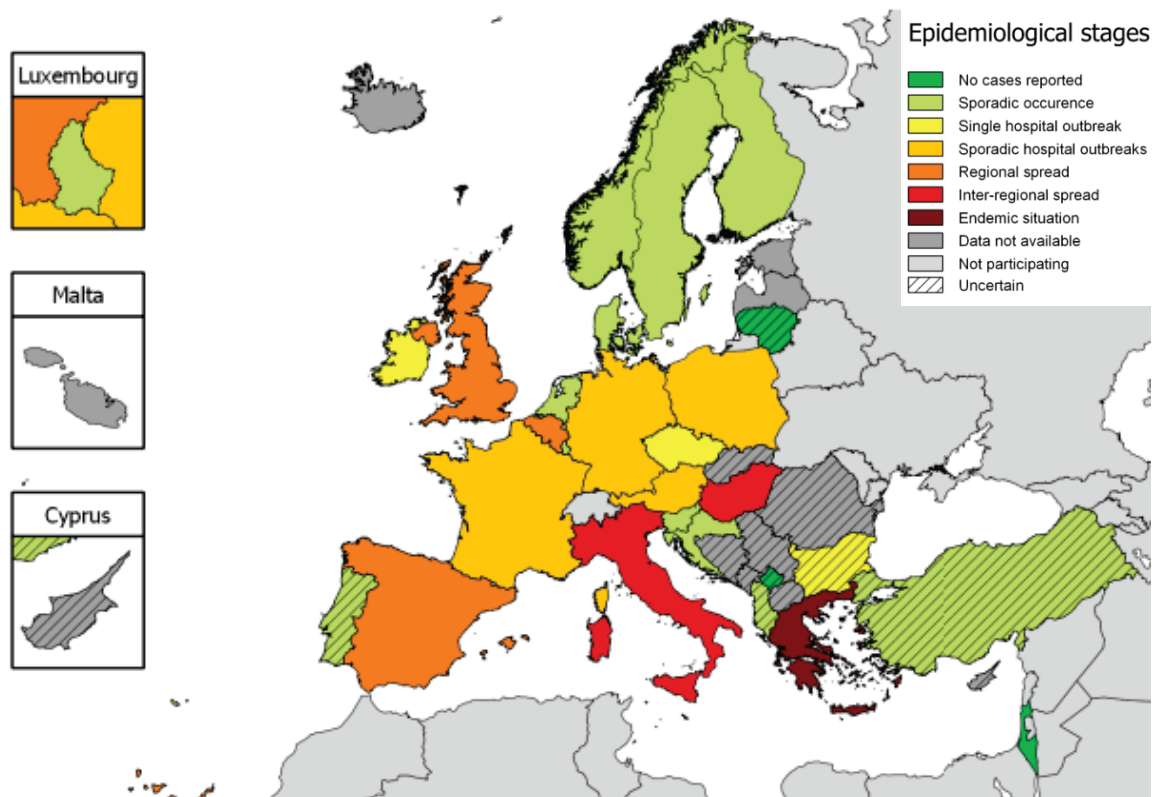 Epidemiological stages
No cases reported
Sporadic occurence
Single hospital outbreak
Sporadic hospital outbreaks
Regional spread
Inter-regional spread
Endemic situation
Data not available
Not participating
Uncertain
Luxembourg
Malta
Cyprus